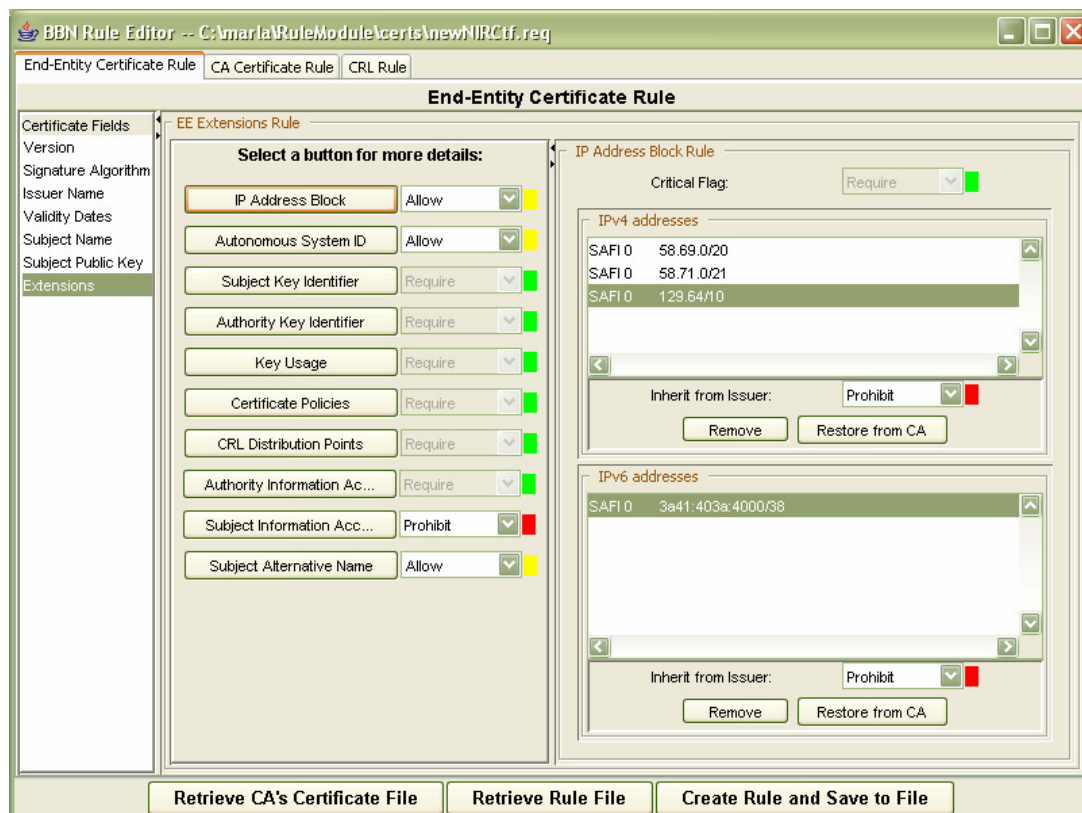 BBN Rule Editor -- C:\marla\RuleModule\certs\newNIRCtf.req
End-Entity Certificate Rule CA Certificate Rule CRL Rule
End-Entity Certificate Rule
Certificate Fields
Version
Signature Algorithm
Issuer Name
Validity Dates
Subject Name
Subject Public Key
Extensions
EE Extensions Rule
Select a button for more details:
IP Address Block Allow
Autonomous System ID Allow
Subject Key Identifier Require
Authority Key Identifier Require
Key Usage Require
Certificate Policies Require
CRL Distribution Points Require
Authority Information Ac... Require
Subject Information Acc... Prohibit
Subject Alternative Name Allow
IP Address Block Rule
Critical Flag: Require
IPv4 addresses
SAFI 0 58.69.0/20
SAFI 0 58.71.0/21
SAFI 0 129.64/10
Inherit from Issuer: Prohibit
Remove Restore from CA
IPv6 addresses
SAFI 0 3a41:403a:4000/38
Inherit from Issuer: Prohibit
Remove Restore from CA
Retrieve CA's Certificate File Retrieve Rule File Create Rule and Save to File